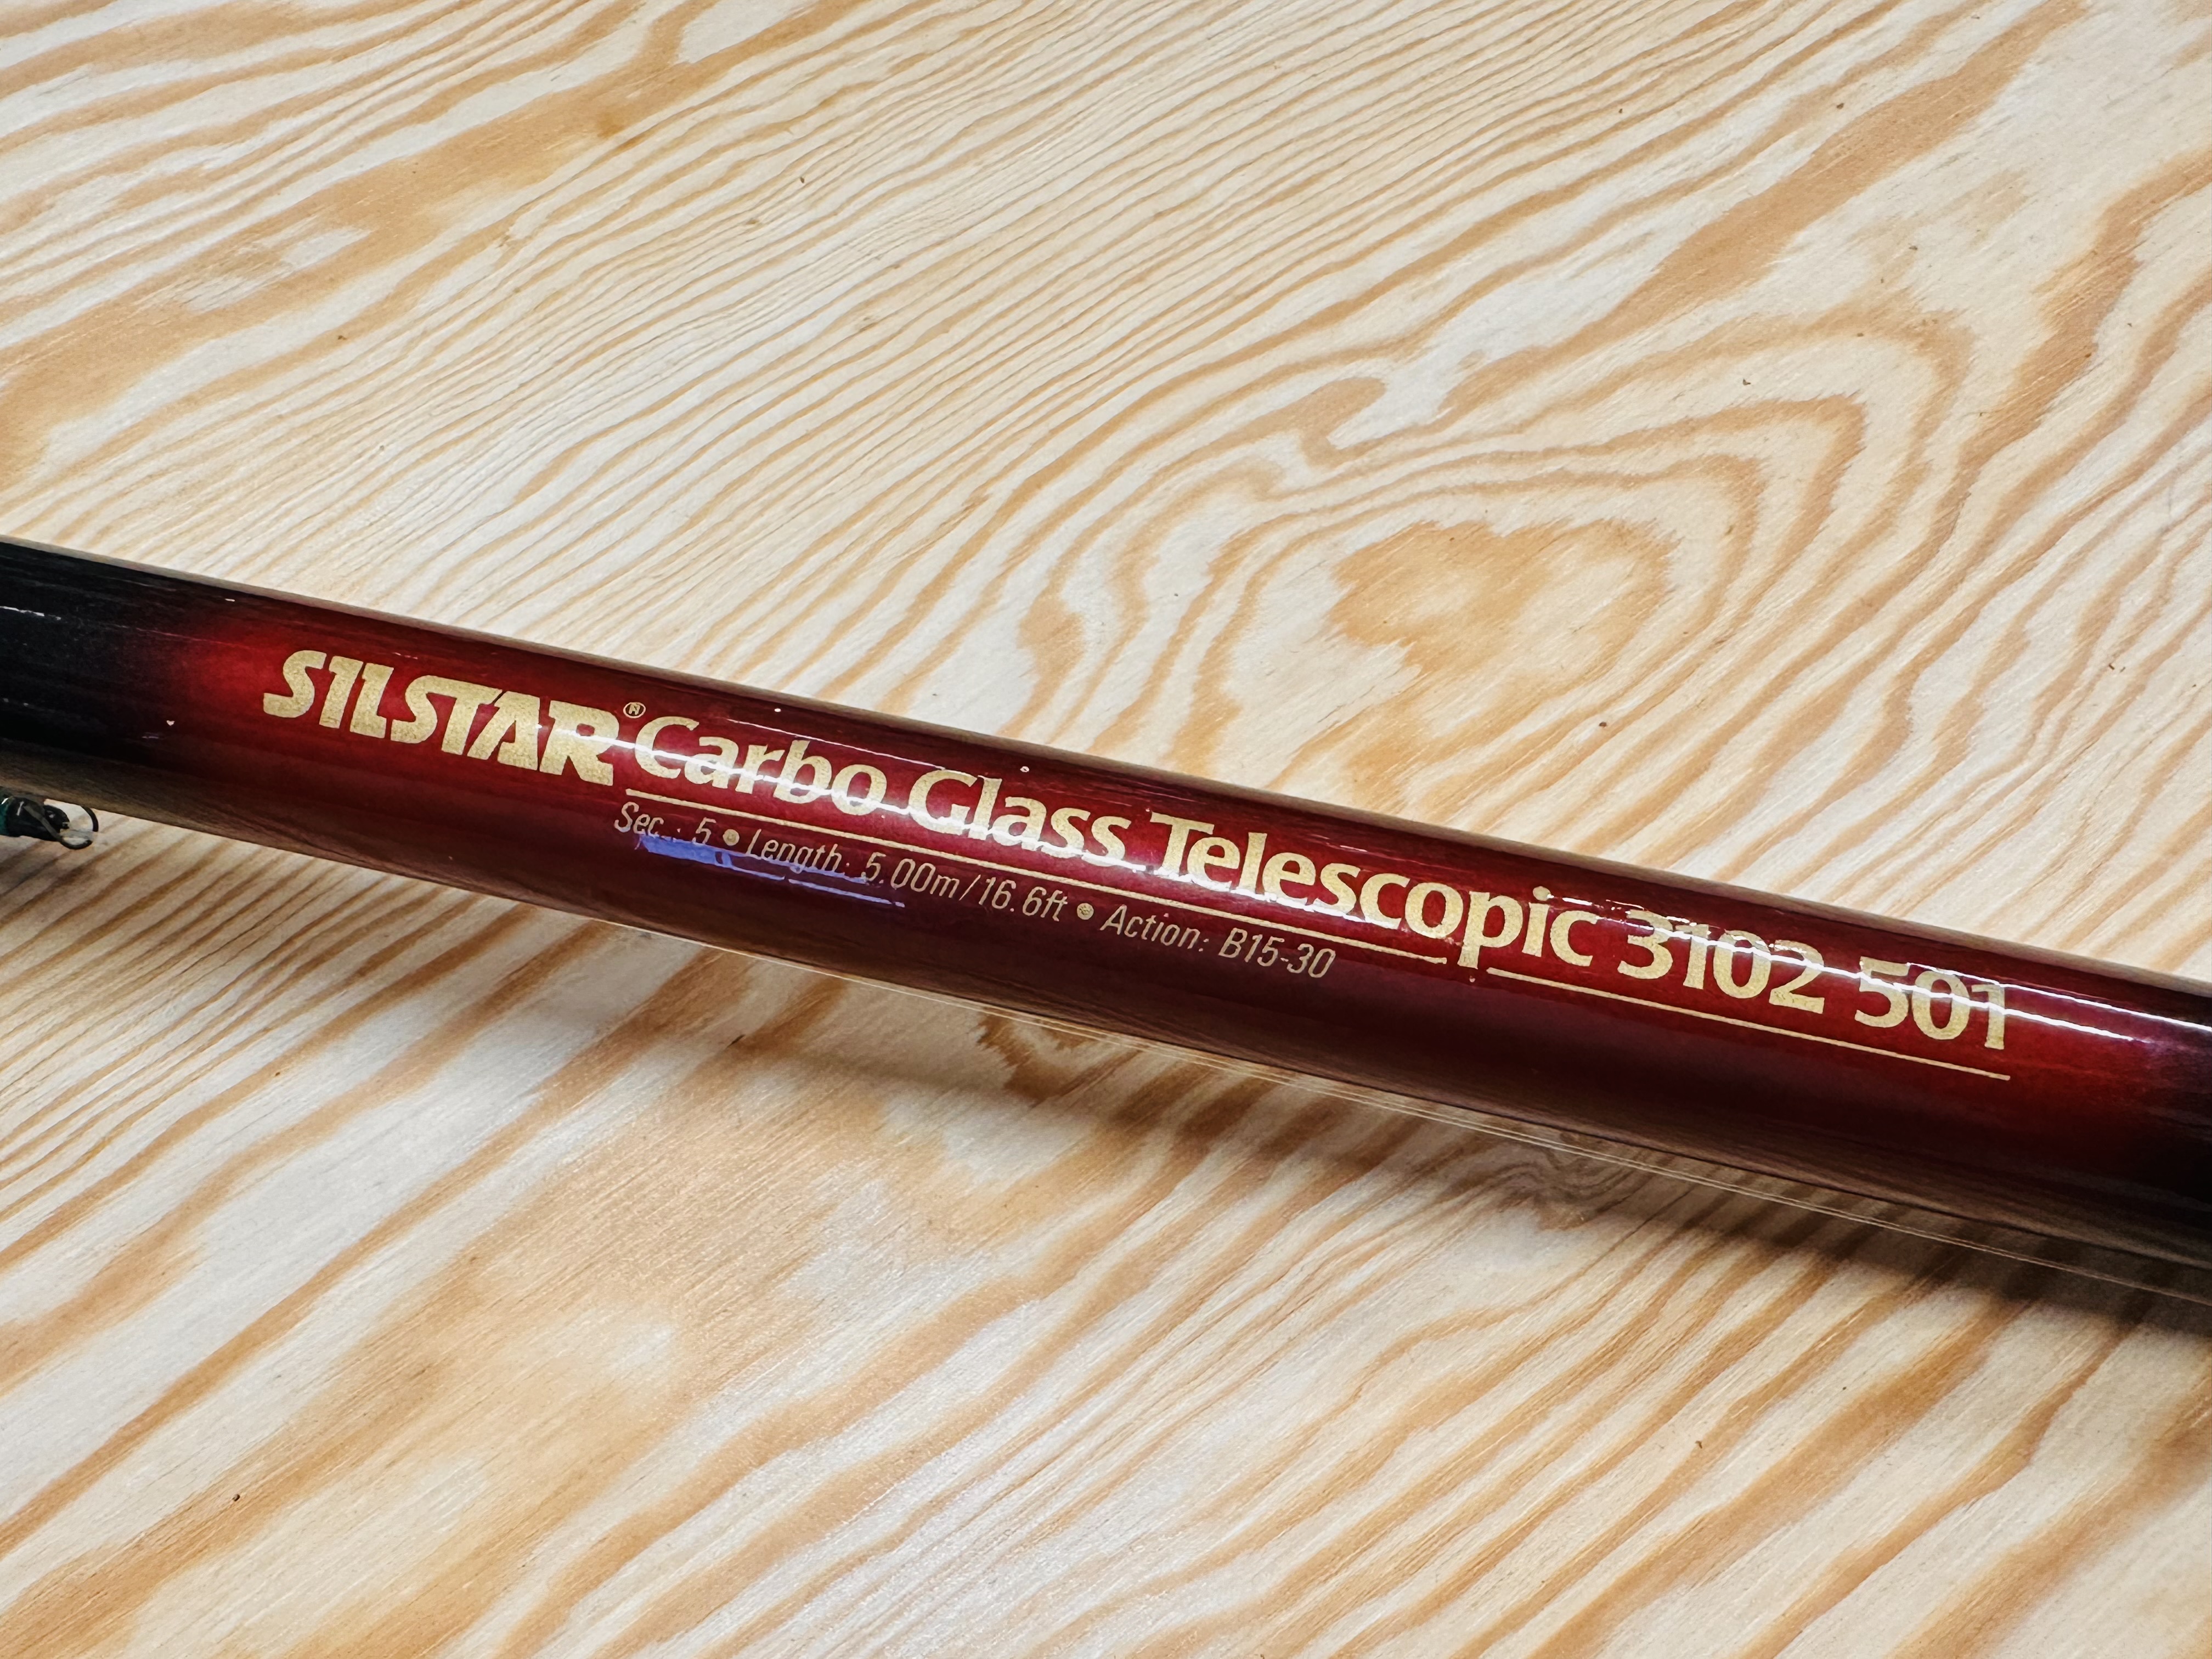 SILSTAR® Carbo Glass Telescopic 3102 501
Sec.: 5 • Length: 5.00m/16.6ft • Action: B15-30